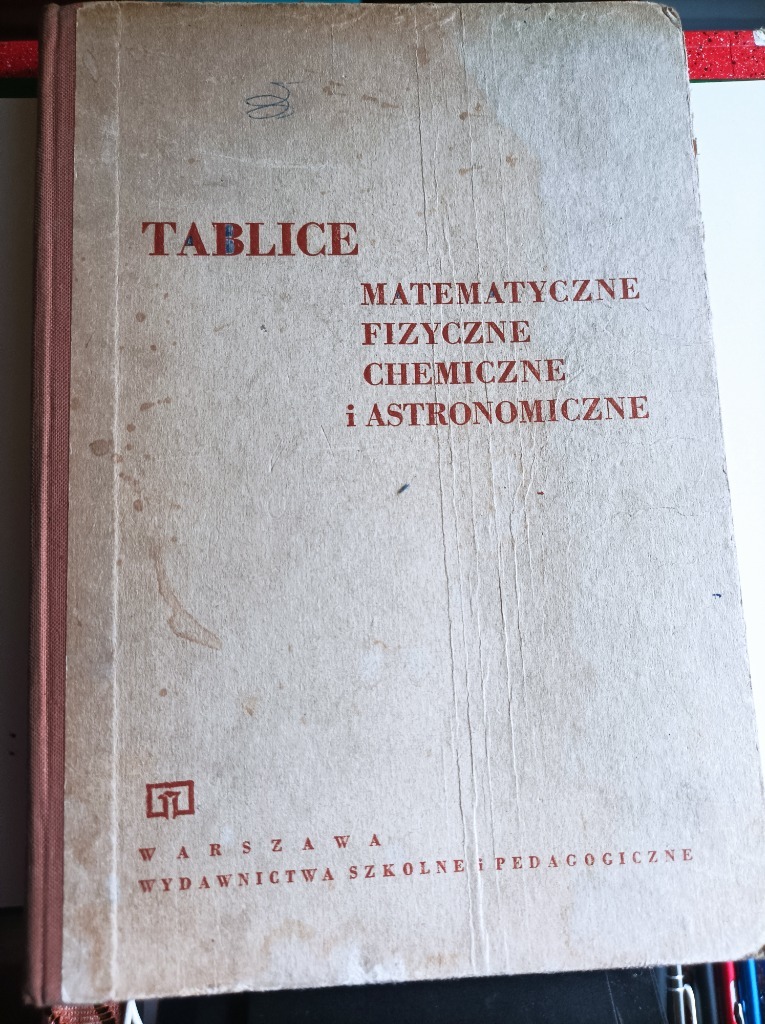 TABLICE
MATEMATYCZNE
FIZYCZNE
CHEMICZNE
i ASTRONOMICZNE
WARSZAWA
WYDAWNICTWA SZKOLNE i PEDAGOGICZNE